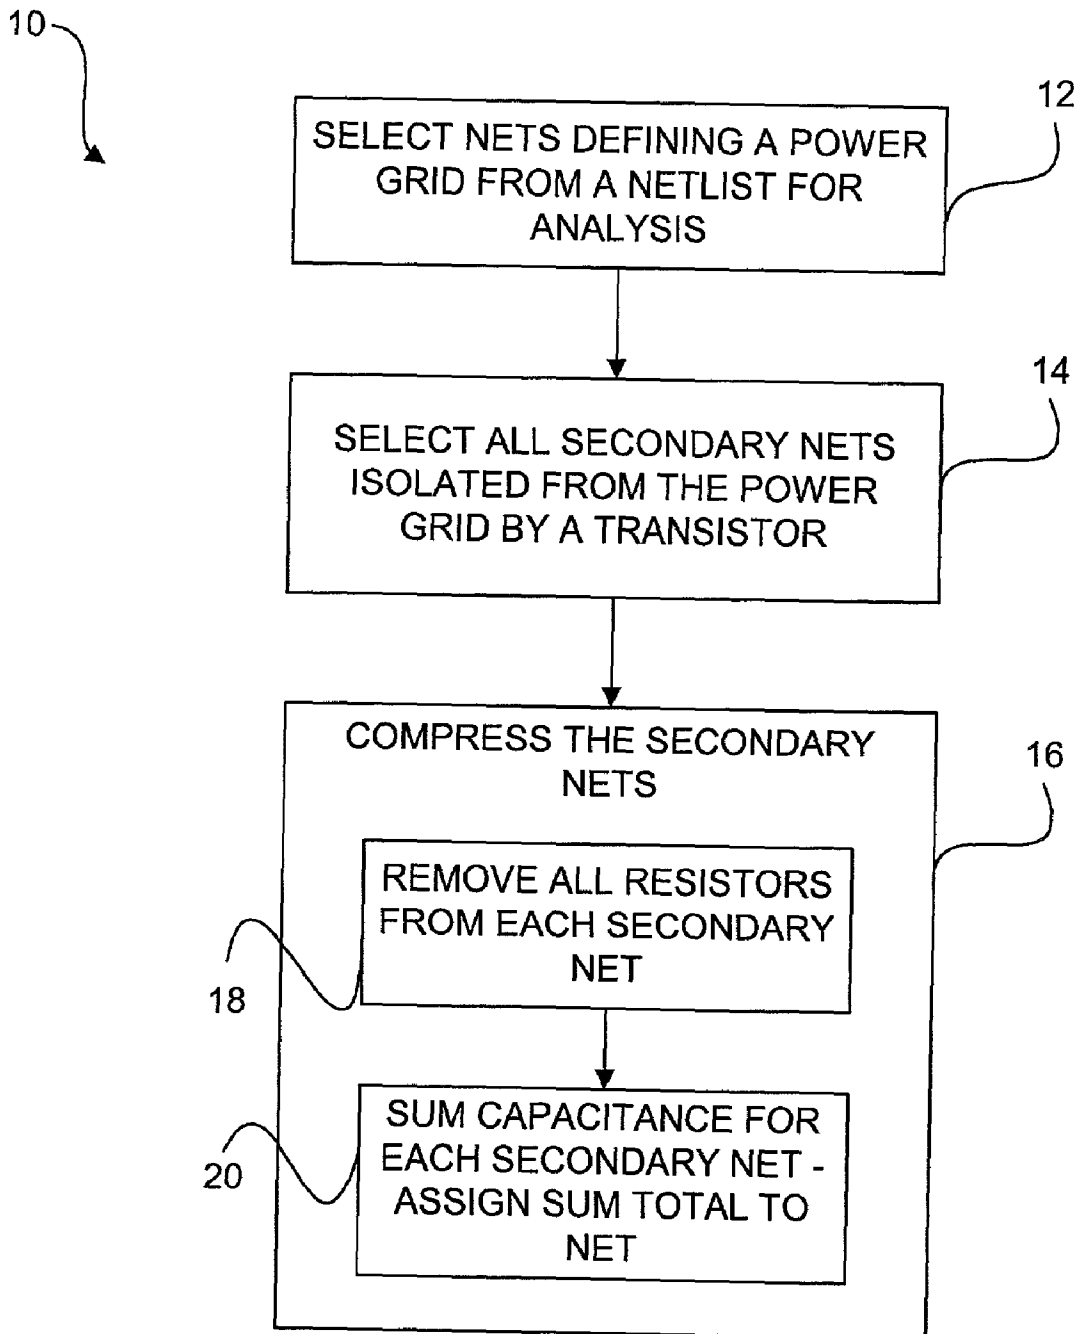 10
12
SELECT NETS DEFINING A POWER
GRID FROM A NETLIST FOR
ANALYSIS
14
SELECT ALL SECONDARY NETS
ISOLATED FROM THE POWER
GRID BY A TRANSISTOR
16
COMPRESS THE SECONDARY
NETS
REMOVE ALL RESISTORS
FROM EACH SECONDARY
NET
18
SUM CAPACITANCE FOR
EACH SECONDARY NET -
ASSIGN SUM TOTAL TO
NET
20